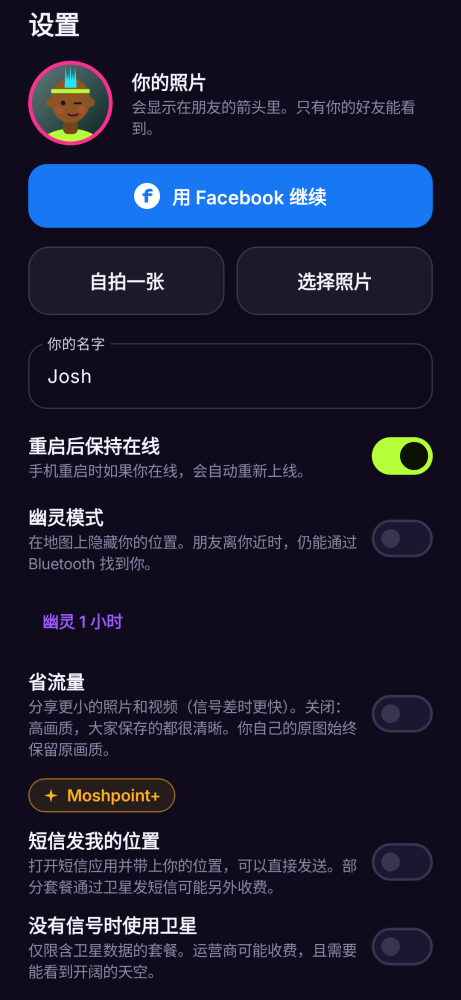 设置
你的照片
会显示在朋友的箭头里。只有你的好友能看
到。
用 Facebook 继续
自拍一张
选择照片
你的名字
Josh
重启后保持在线
手机重启时如果你在线，会自动重新上线。
幽灵模式
在地图上隐藏你的位置。朋友离你近时，仍能通过
Bluetooth 找到你。
幽灵 1 小时
省流量
分享更小的照片和视频（信号差时更快）。关闭：
高画质，大家保存的都很清晰。你自己的原图始终
保留原画质。
Moshpoint+
短信发我的位置
打开短信应用并带上你的位置，可以直接发送。部
分套餐通过卫星发短信可能另外收费。
没有信号时使用卫星
仅限含卫星数据的套餐。运营商可能收费，且需要
能看到开阔的天空。